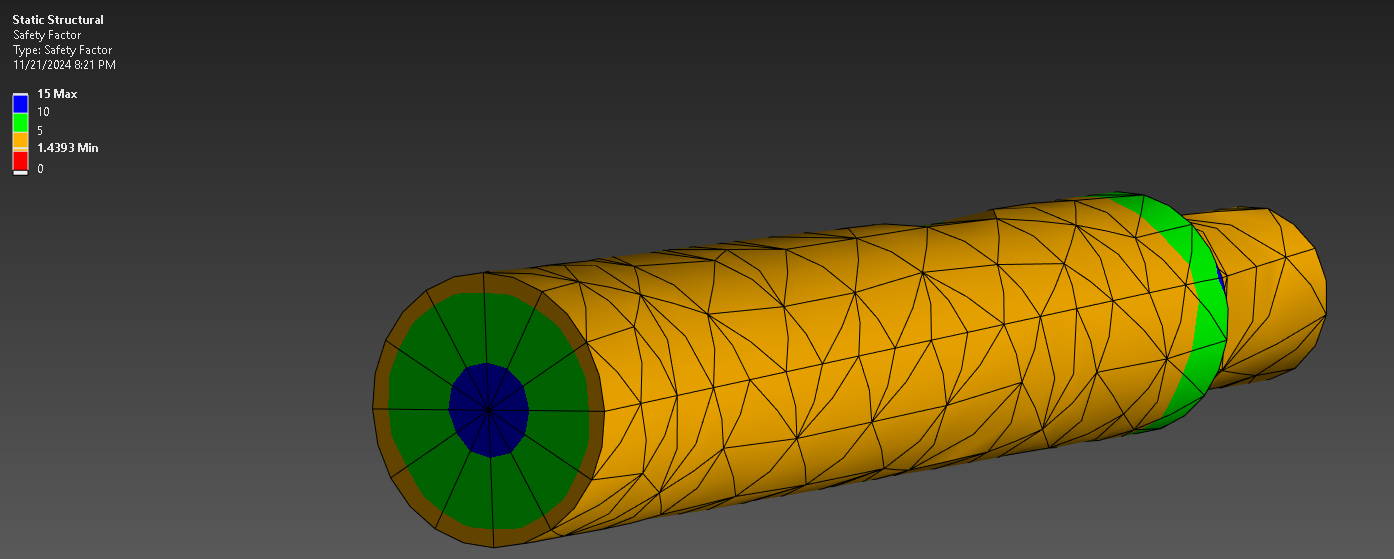 Static Structural
Safety Factor
Type: Safety Factor
11/21/2024 8:21 PM
15 Max
10
5
1.4393 Min
0